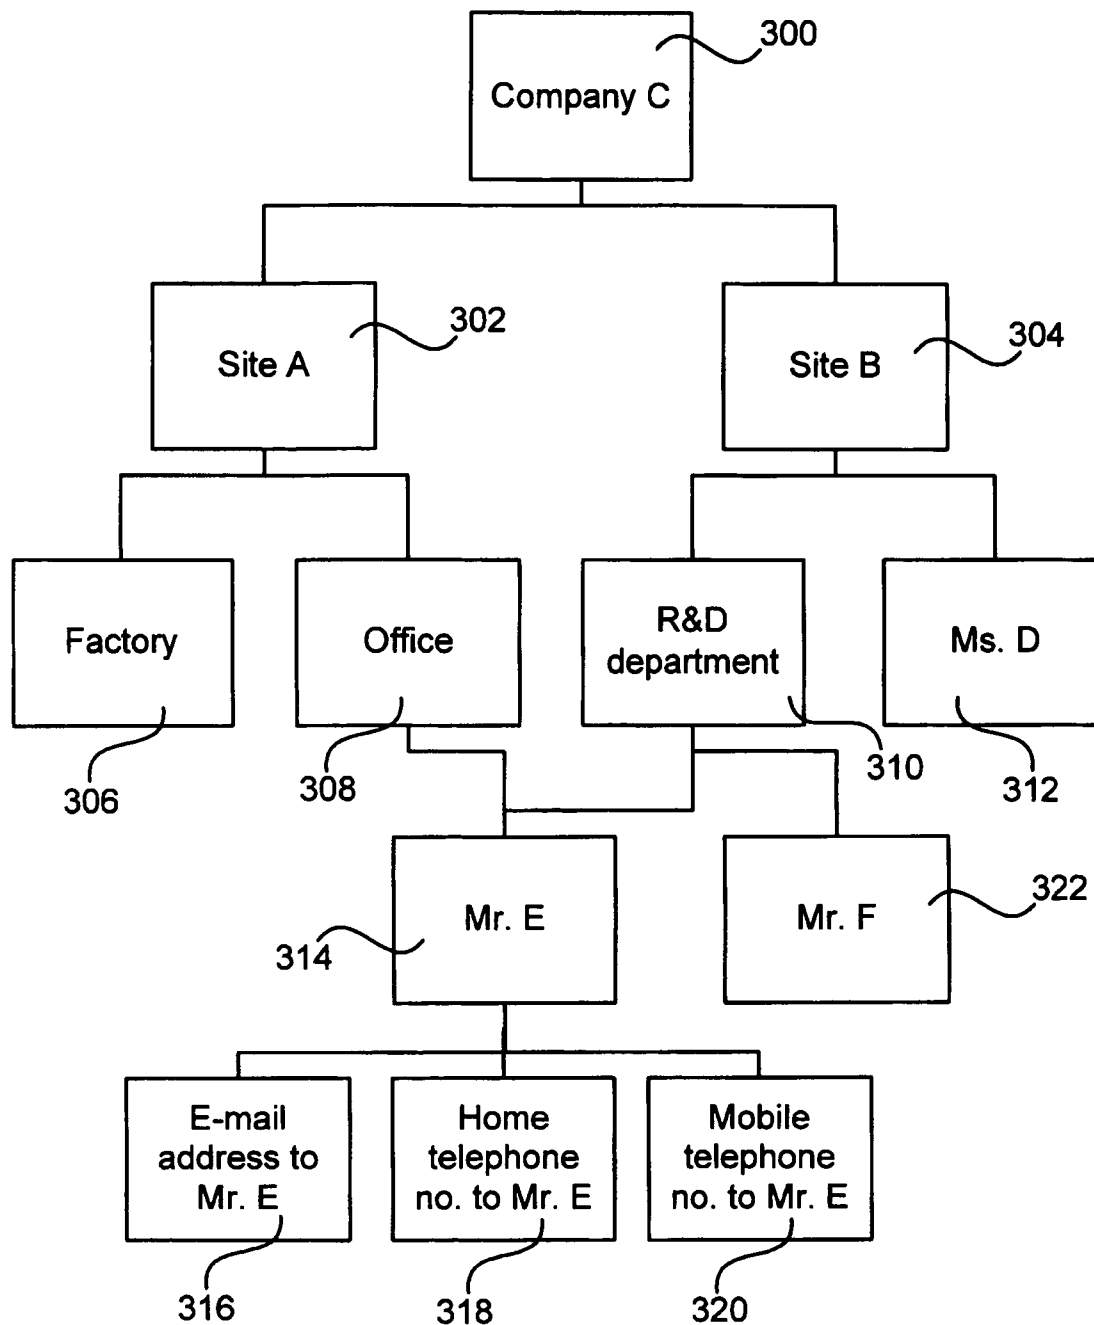 300
Company C
302
Site A
304
Site B
Factory
Office
R&D
department
Ms. D
306
308
310
312
Mr. E
314
Mr. F
322
E-mail
address to
Mr. E
Home
telephone
no. to Mr. E
Mobile
telephone
no. to Mr. E
316
318
320